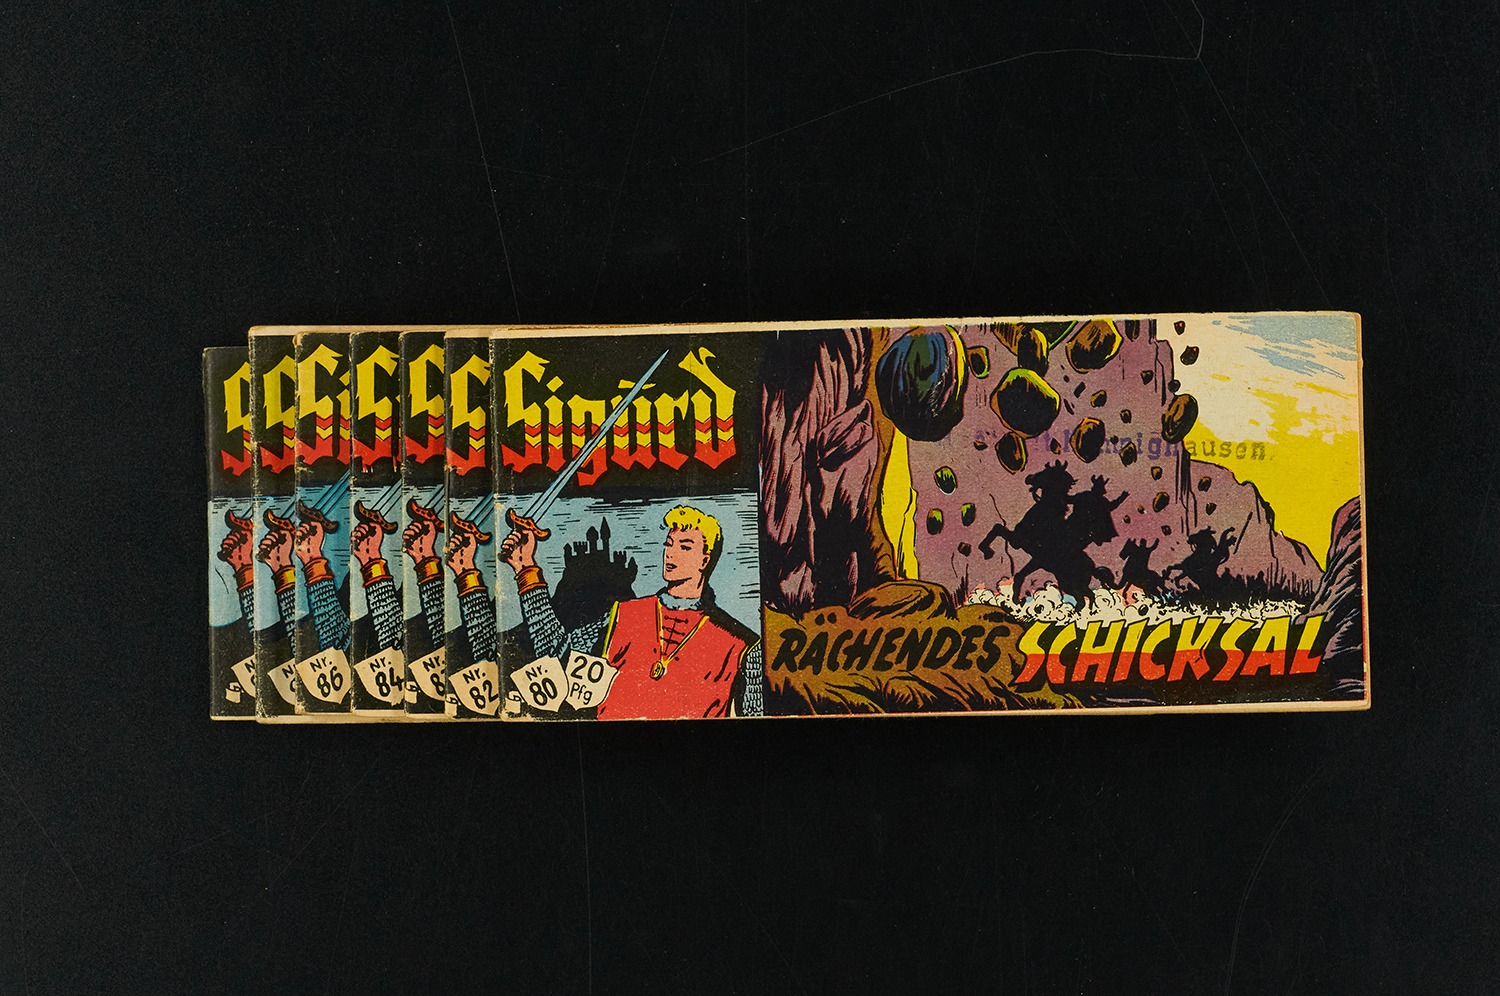 Sigurd
Nr.
86
Nr.
84
Nr.
82
Nr.
80
20
Pfg
RÄCHENDES SCHICKSAL